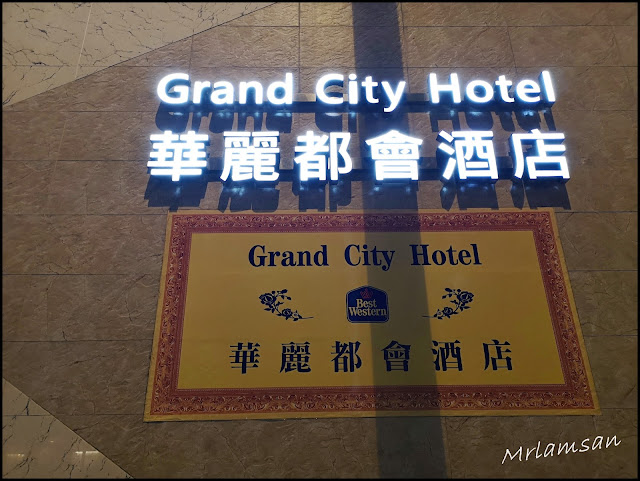 Grand City Hotel
華麗都會酒店
Grand City Hotel
Best
Western
華麗都會酒店
Mrlamsan